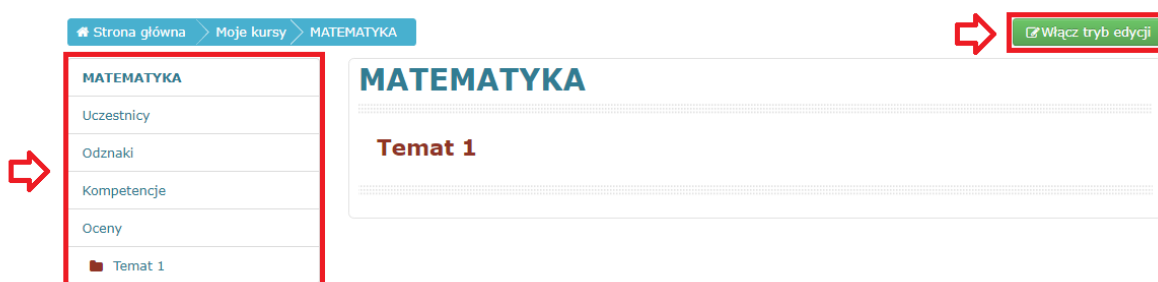 Strona główna Moje kursy MATEMATYKA
Włącz tryb edycji
MATEMATYKA
Uczestnicy
Odznaki
Kompetencje
Oceny
Temat 1
MATEMATYKA
Temat 1